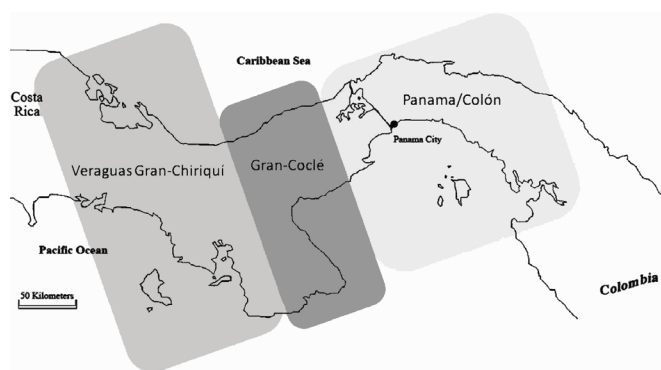 Caribbean Sea
Costa
Rica
Panama/Colón
Panama City
Veraguas Gran-Chiriquí
Gran-Coclé
Pacific Ocean
Colombia
50 Kilometers